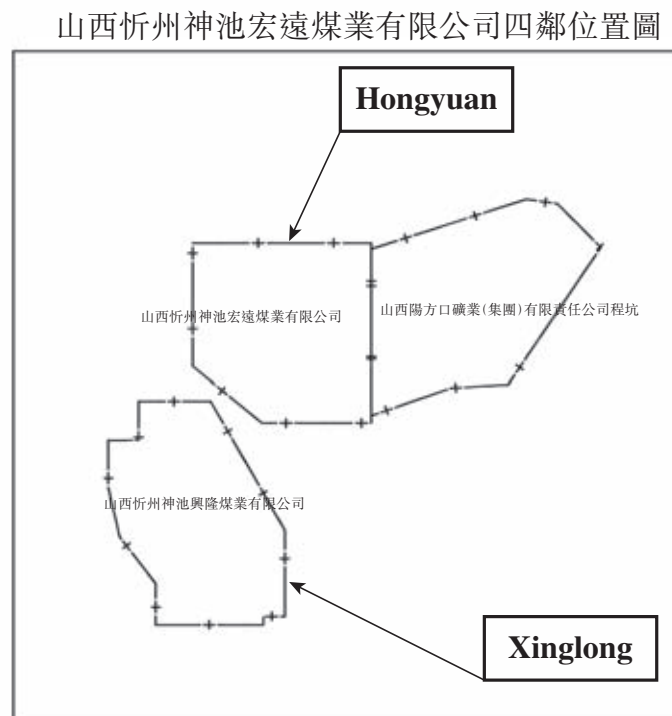 山西忻州神池宏遠煤業有限公司四鄰位置圖
Hongyuan
山西忻州神池宏遠煤業有限公司
山西陽方口礦業(集團)有限責任公司程坑
山西忻州神池興隆煤業有限公司
Xinglong